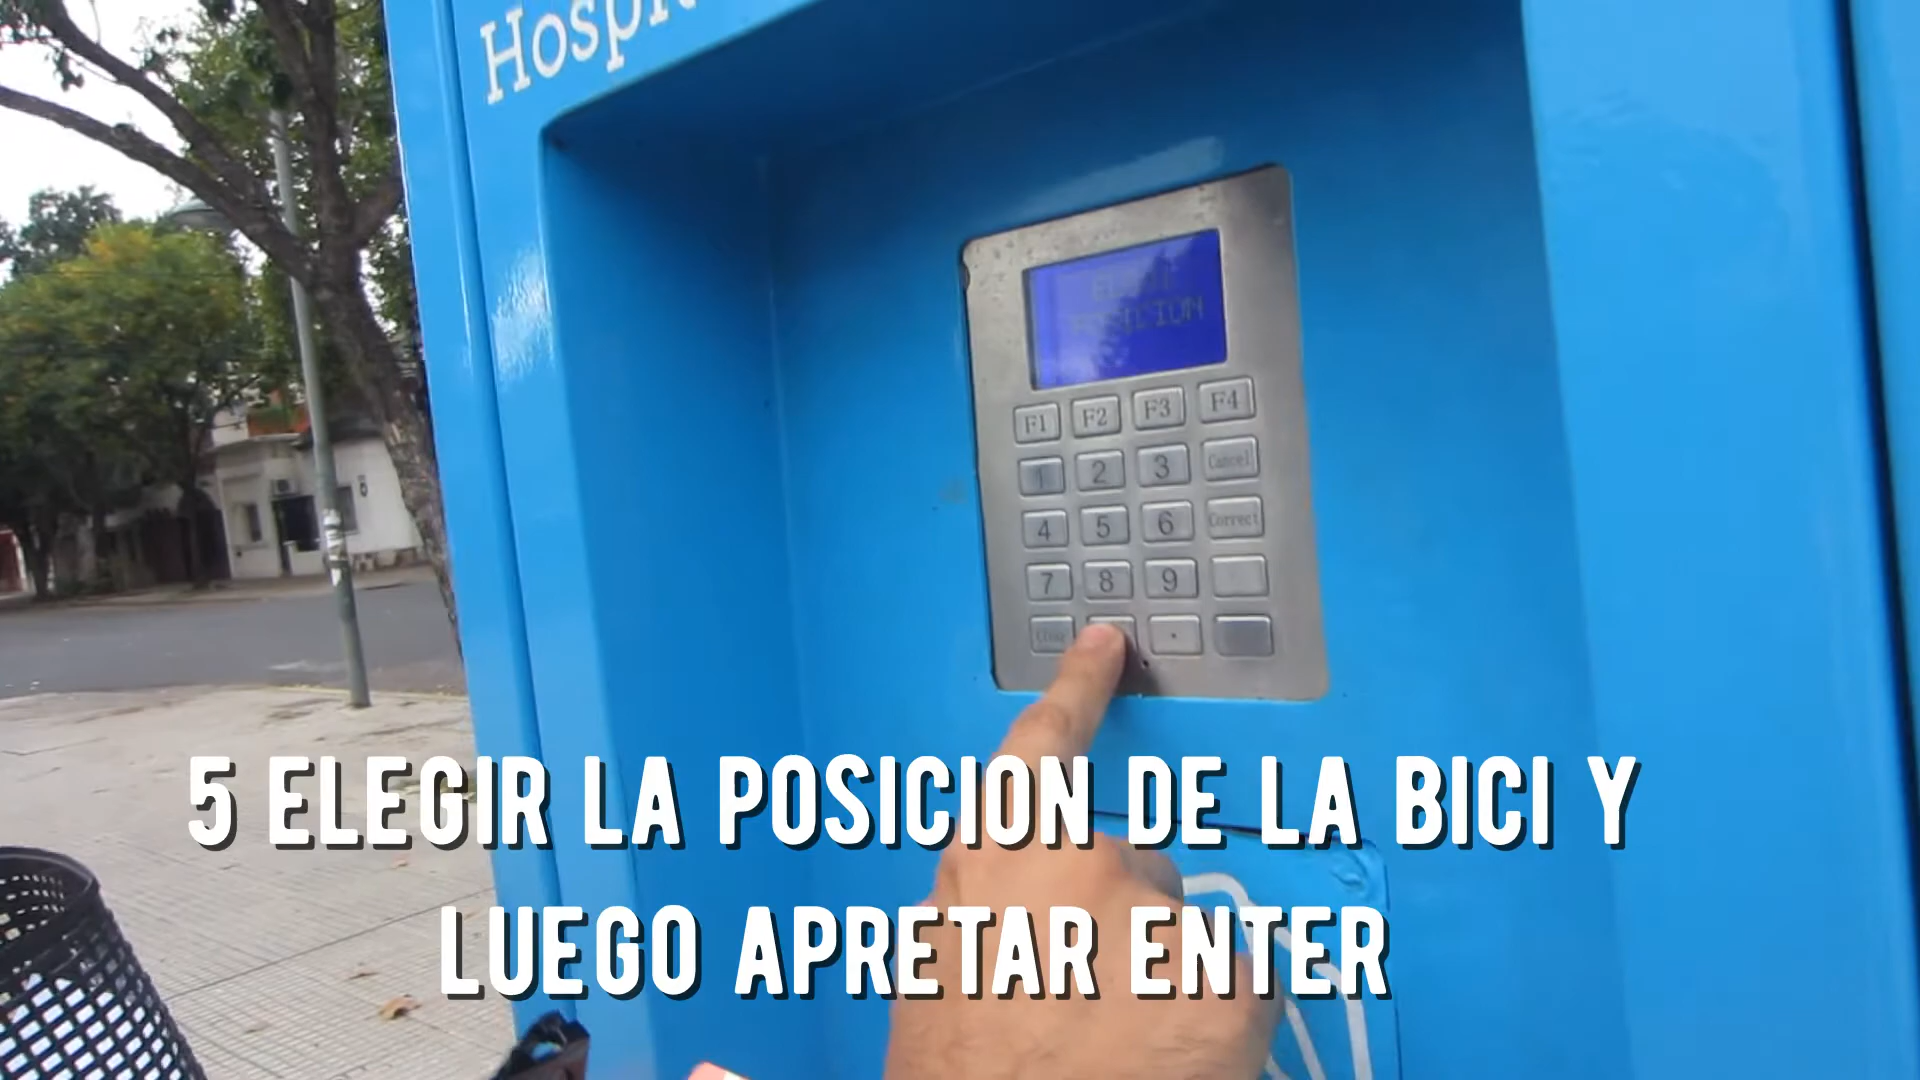 F1 F2 F3 F4
1 2 3 Cancel
4 5 6 Correct
7 8 9
.
5 ELEGIR LA POSICION DE LA BICI Y
LUEGO APRETAR ENTER